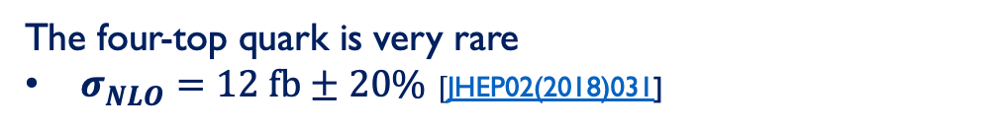 The four-top quark is very rare
• σ_NLO = 12 fb ± 20% [JHEP02(2018)031]